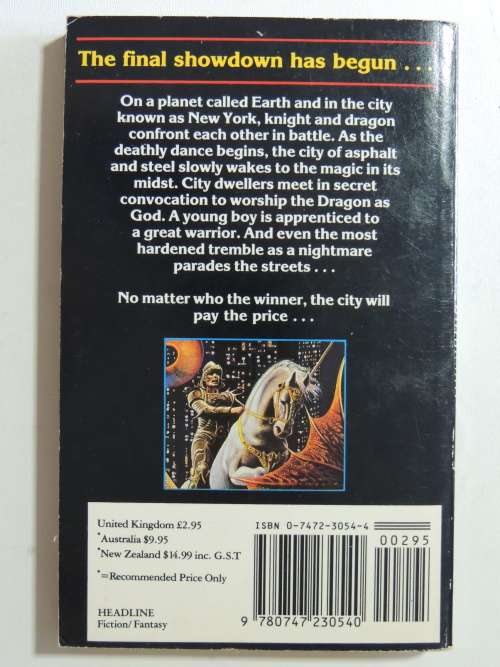 The final showdown has begun . . .
On a planet called Earth and in the city
known as New York, knight and dragon
confront each other in battle. As the
deathly dance begins, the city of asphalt
and steel slowly wakes to the magic in its
midst. City dwellers meet in secret
convocation to worship the Dragon as
God. A young boy is apprenticed to
a great warrior. And even the most
hardened tremble as a nightmare
parades the streets . . .
No matter who the winner, the city will
pay the price . . .
United Kingdom £2.95
*Australia $9.95
*New Zealand $14.99 inc. G.S.T
*=Recommended Price Only
HEADLINE
Fiction/Fantasy
ISBN 0-7472-3054-4
00295
9 780747 230540